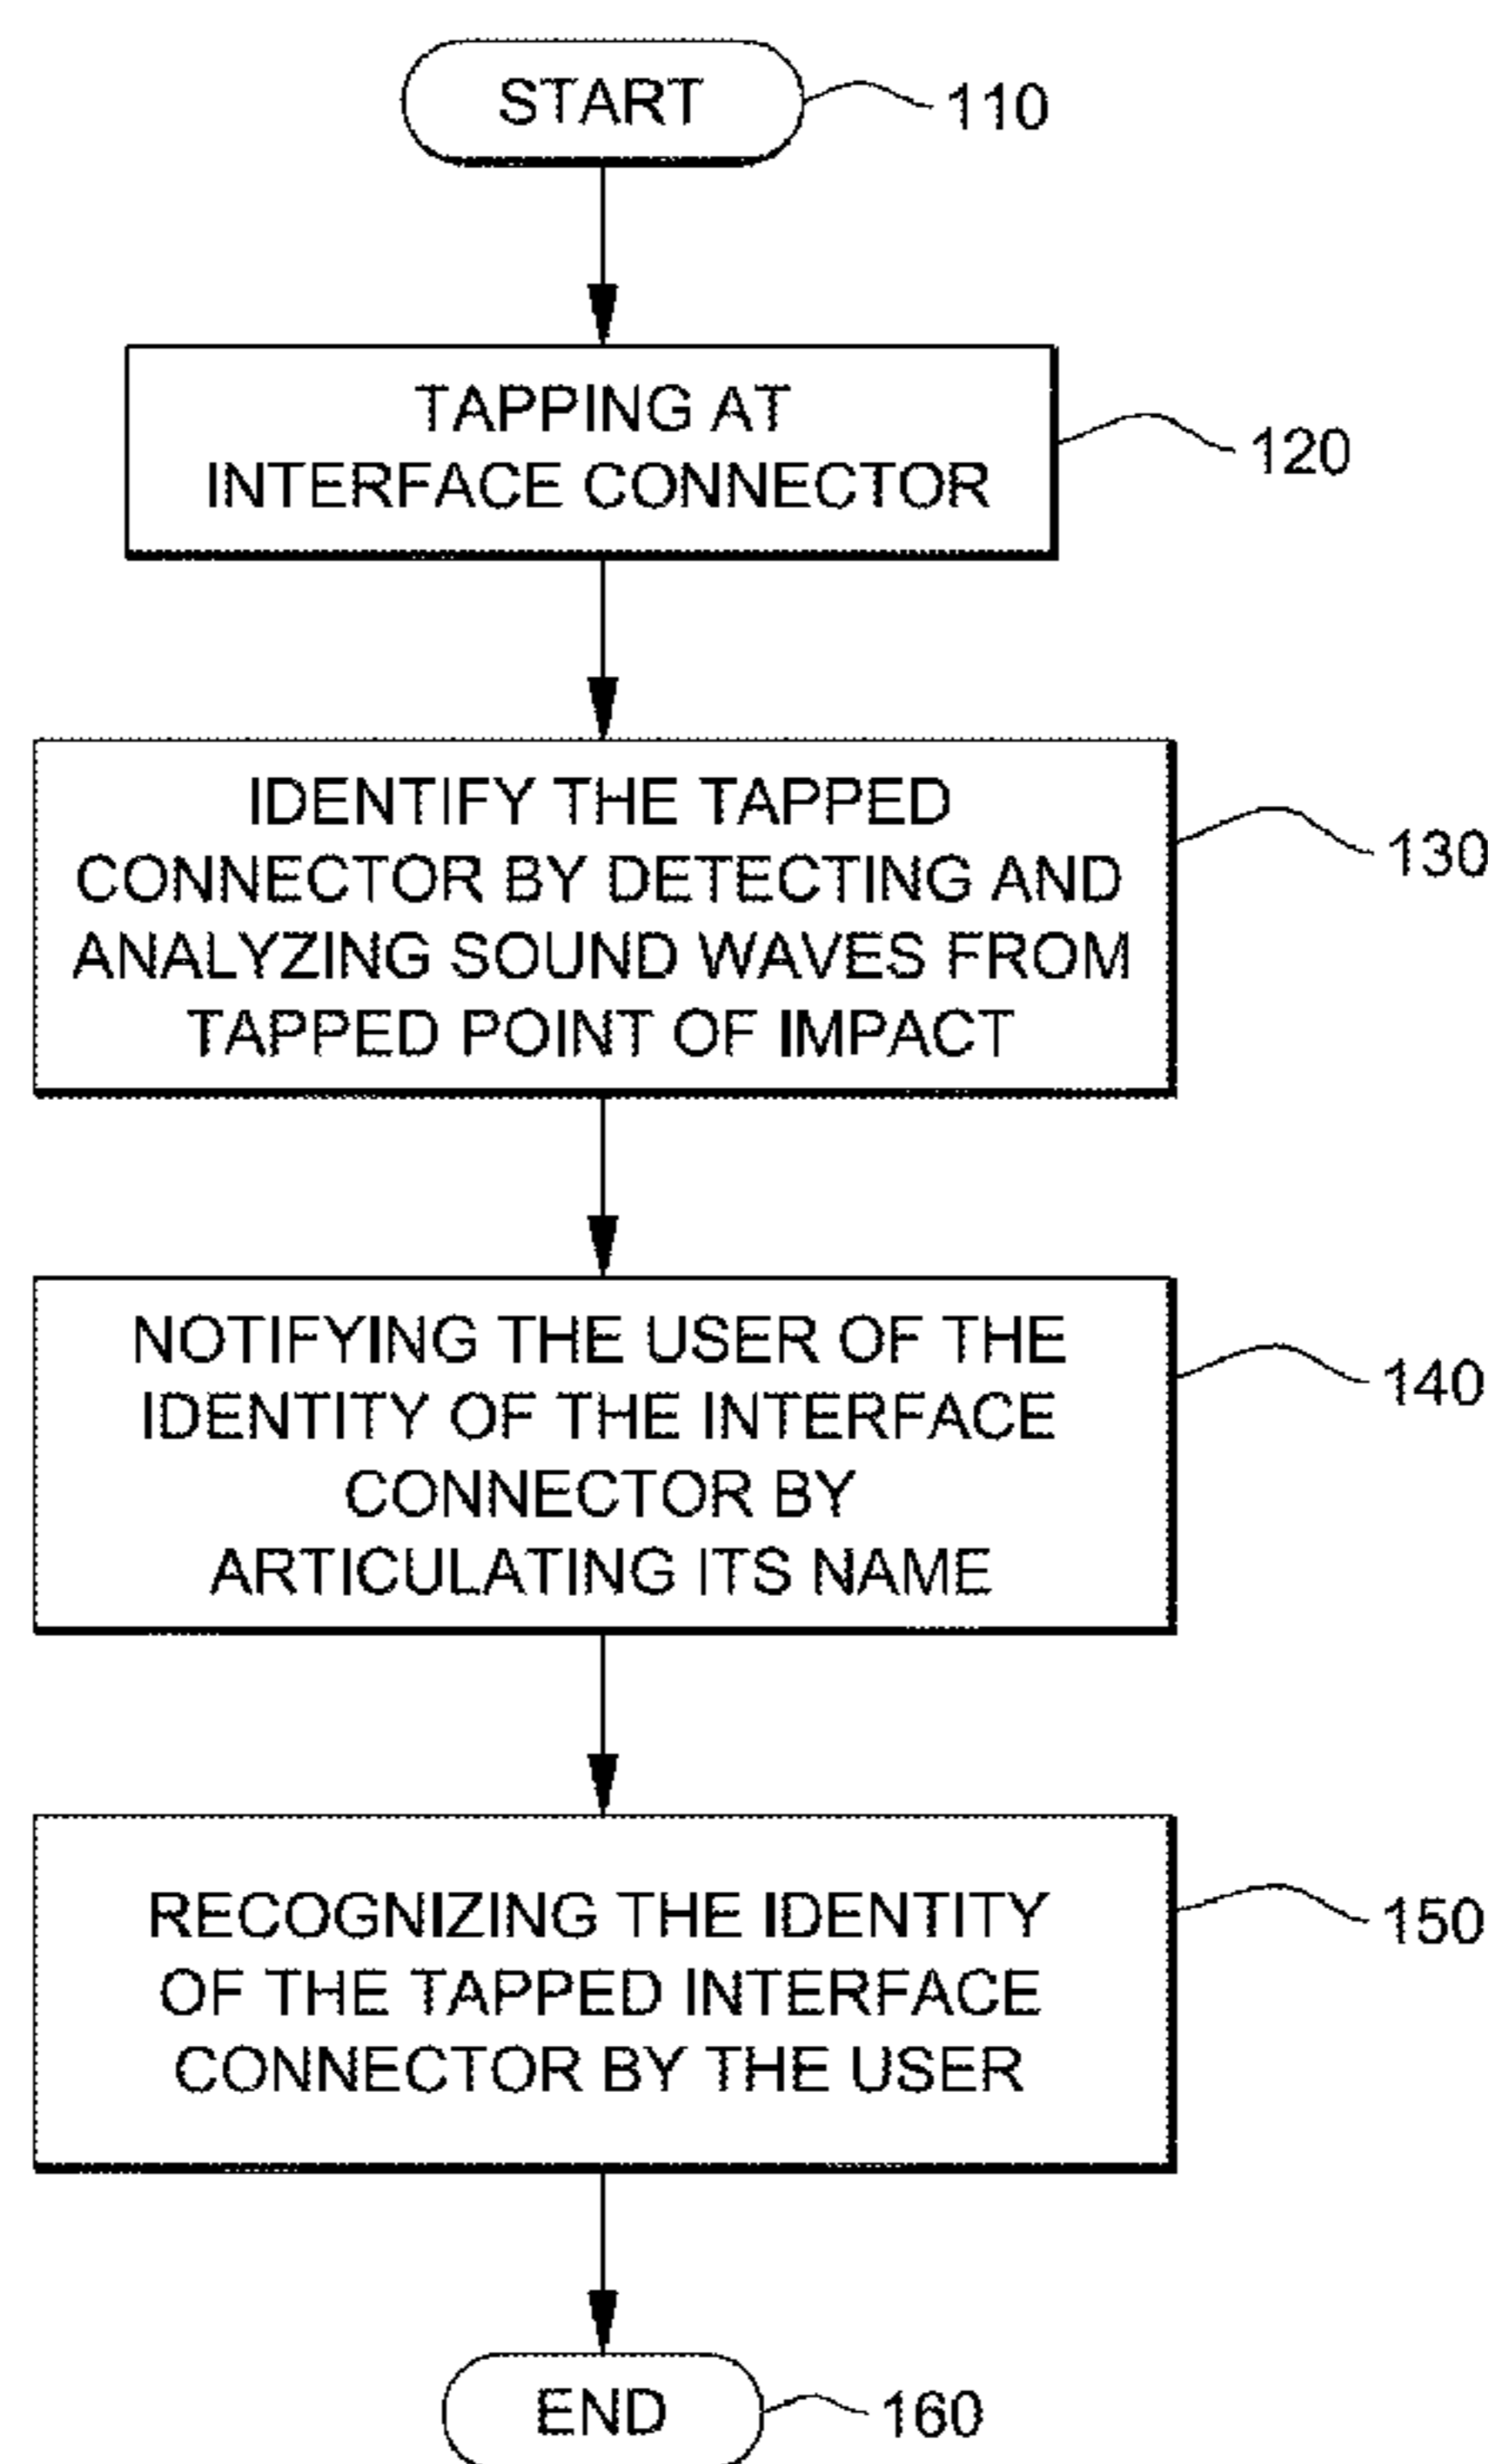 START
110
TAPPING AT
INTERFACE CONNECTOR
120
IDENTIFY THE TAPPED
CONNECTOR BY DETECTING AND
ANALYZING SOUND WAVES FROM
TAPPED POINT OF IMPACT
130
NOTIFYING THE USER OF THE
IDENTITY OF THE INTERFACE
CONNECTOR BY
ARTICULATING ITS NAME
140
RECOGNIZING THE IDENTITY
OF THE TAPPED INTERFACE
CONNECTOR BY THE USER
150
END
160